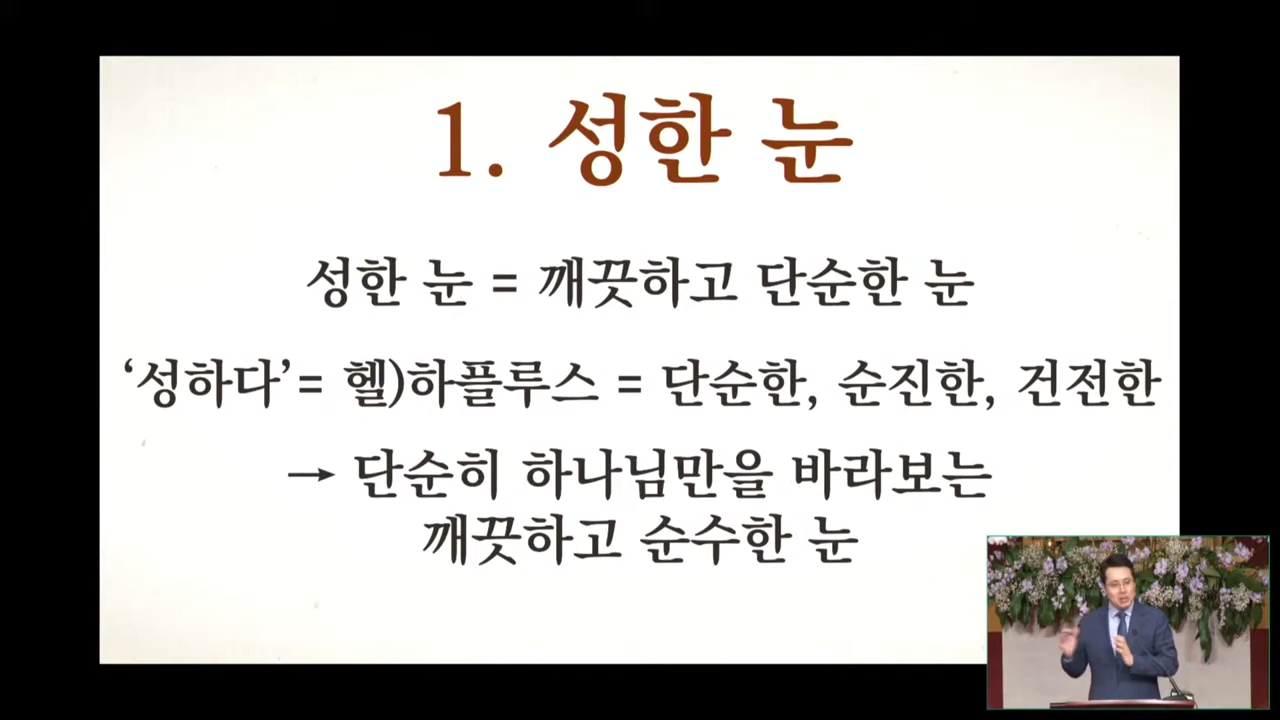 1. 성한 눈
성한 눈 = 깨끗하고 단순한 눈
‘성하다’= 헬)하플루스 = 단순한, 순진한, 건전한
→ 단순히 하나님만을 바라보는
깨끗하고 순수한 눈